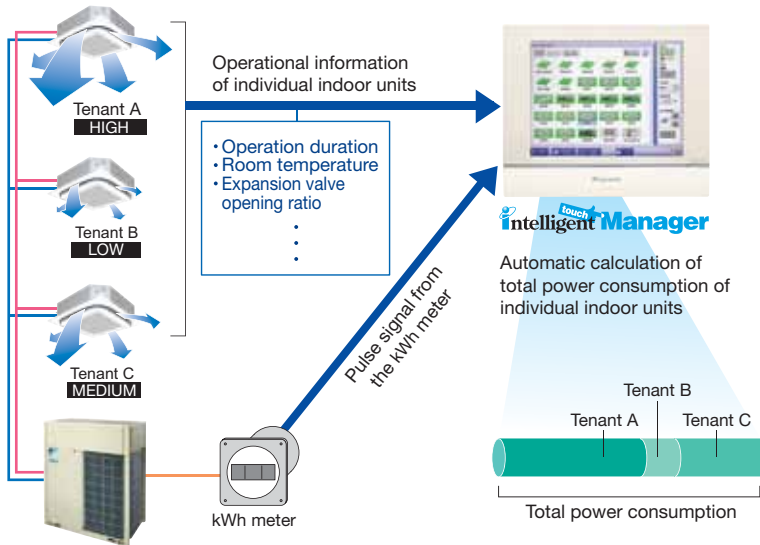 Operational information
of individual indoor units
Tenant A
HIGH
• Operation duration
• Room temperature
• Expansion valve
opening ratio
Tenant B
LOW
Tenant C
MEDIUM
Pulse signal from
the kWh meter
kWh meter
intelligent touch Manager
Automatic calculation of
total power consumption of
individual indoor units
Tenant B
Tenant A
Tenant C
Total power consumption